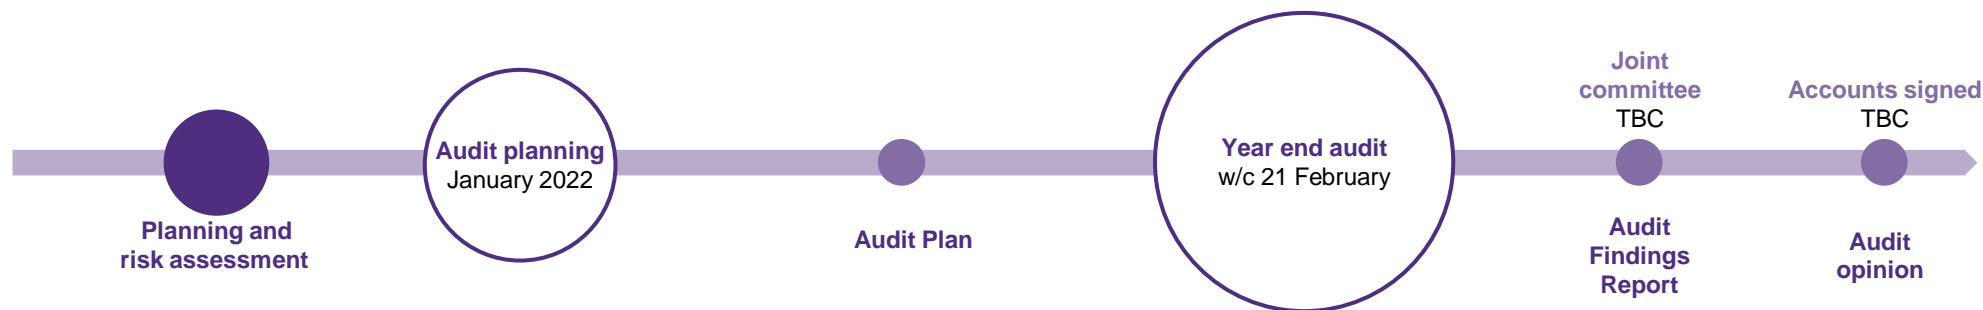 Planning and
risk assessment
Audit planning
January 2022
Audit Plan
Year end audit
w/c 21 February
Joint
committee
TBC
Audit
Findings
Report
Accounts signed
TBC
Audit
opinion